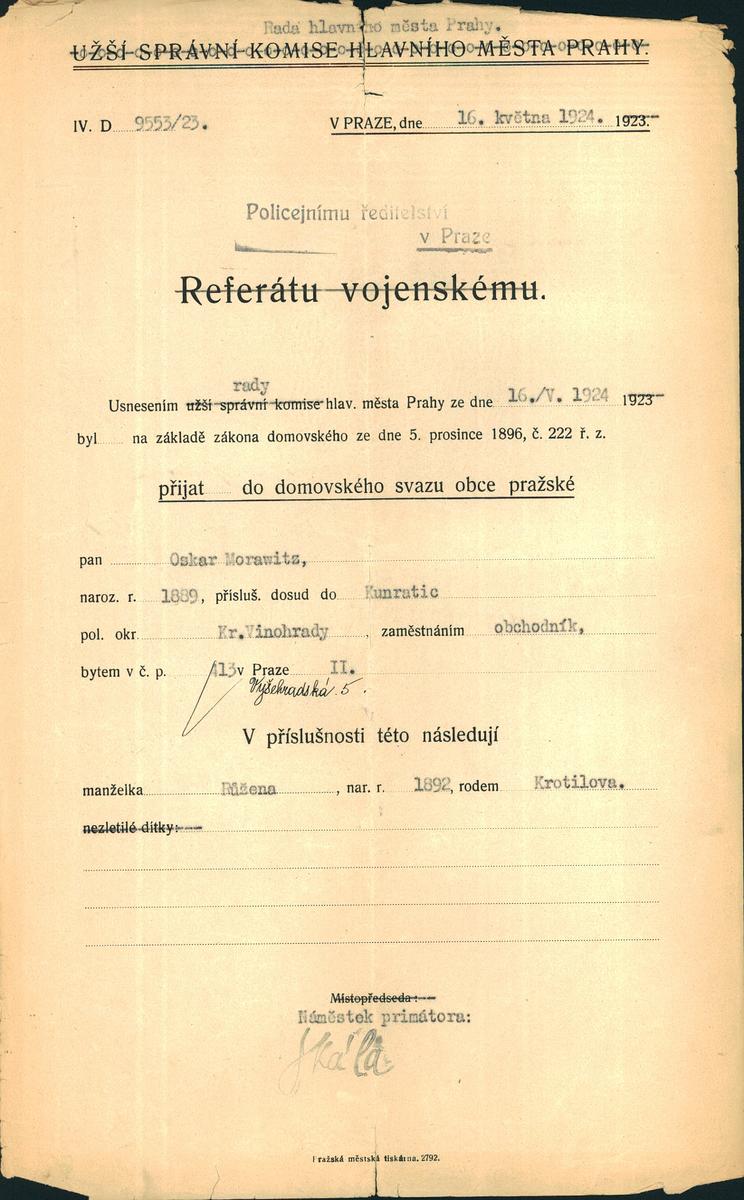 Rada hlavního města Prahy.
UŽŠÍ SPRÁVNÍ KOMISE HLAVNÍHO MĚSTA PRAHY.
IV. D 9553/23. V PRAZE, dne 16. května 1924. 1923.
Policejnímu ředitelství
v Praze
Referátu vojenskému.
rady
Usnesením užší správní komise hlav. města Prahy ze dne 16./V. 1924 1923
byl na základě zákona domovského ze dne 5. prosince 1896, č. 222 ř. z.
přijat do domovského svazu obce pražské
pan Oskar Morawitz,
naroz. r. 1889, přísluš. dosud do Kunratic
pol. okr. Kr.Vinohrady, zaměstnáním obchodník,
bytem v č. p. 413 v Praze II.
Vyšehradská 5.
V příslušnosti této následují
manželka Růžena, nar. r. 1892, rodem Krotilova.
nezletilé dítky:
Místopředseda:
Náměstek primátora:
Skála
Pražská městská tiskárna. 2792.